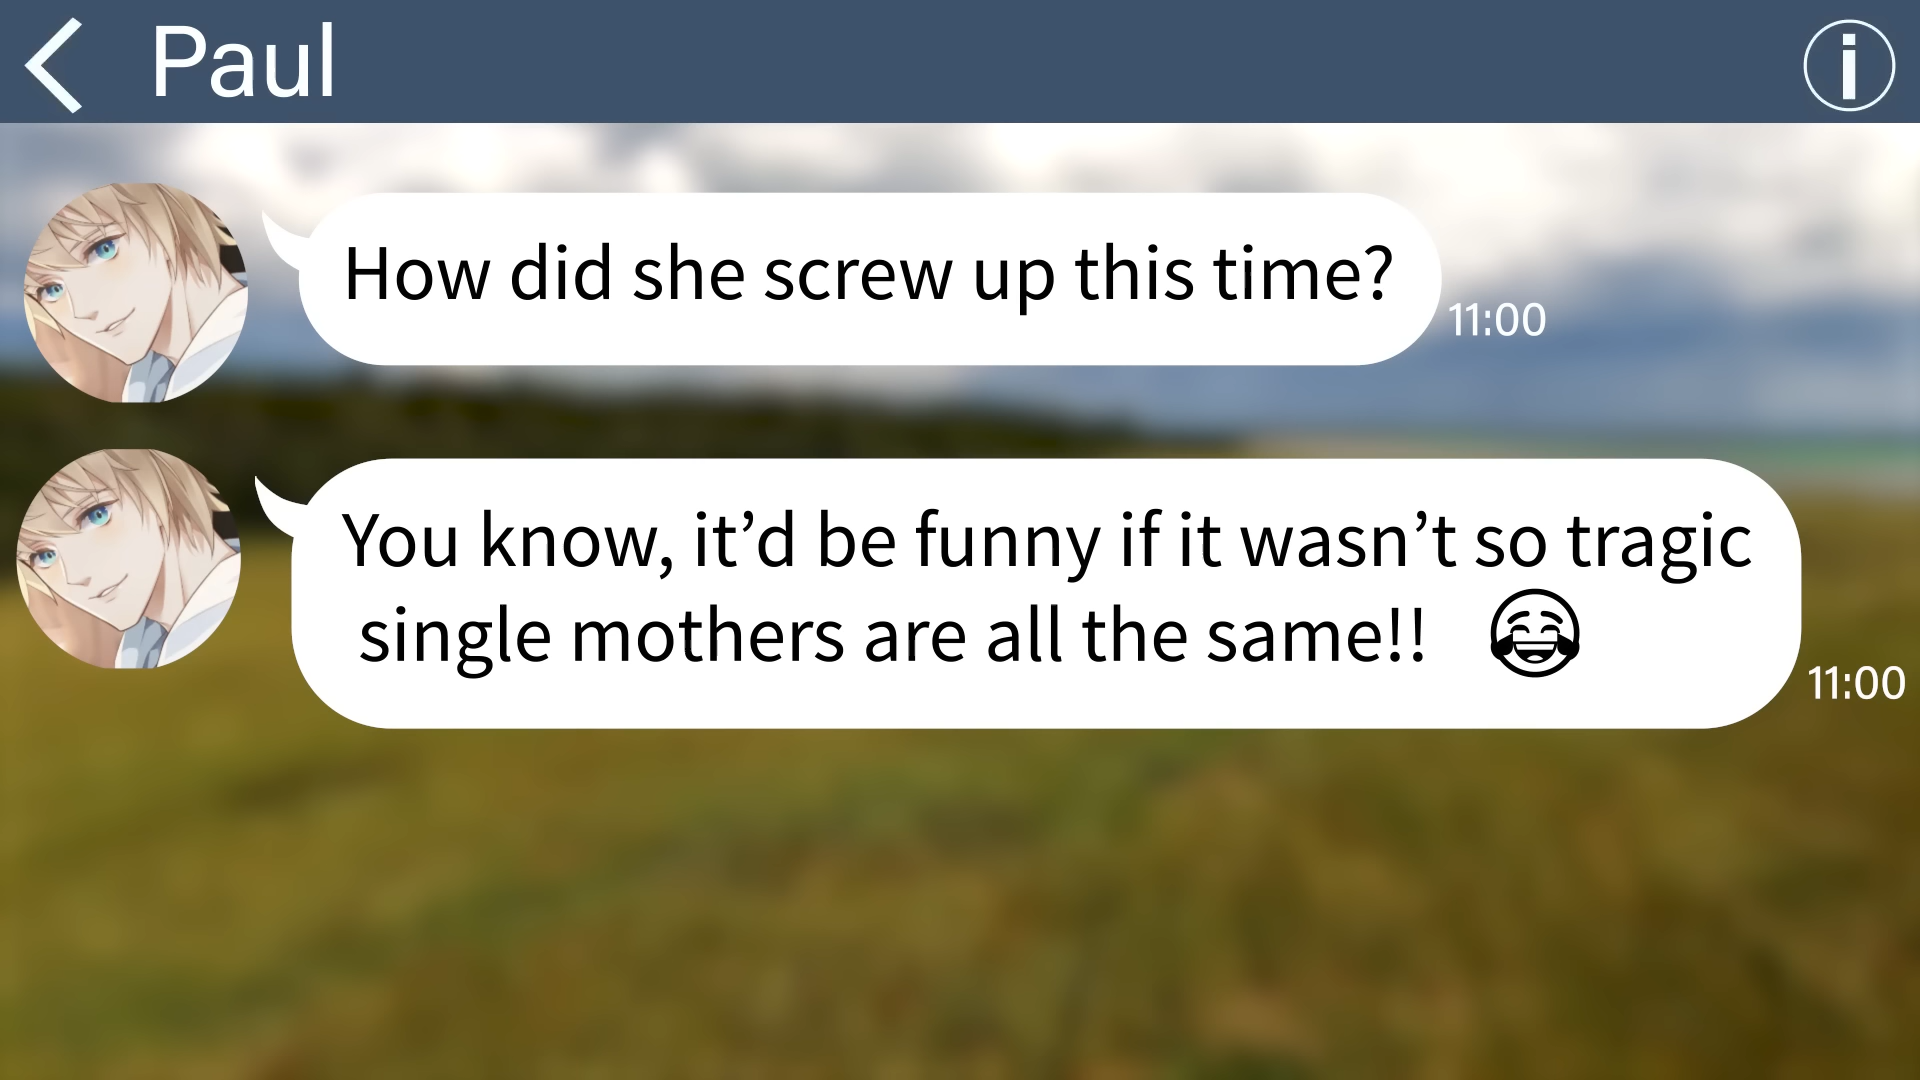 Paul
How did she screw up this time?
11:00
You know, it’d be funny if it wasn’t so tragic
single mothers are all the same!! 😂
11:00